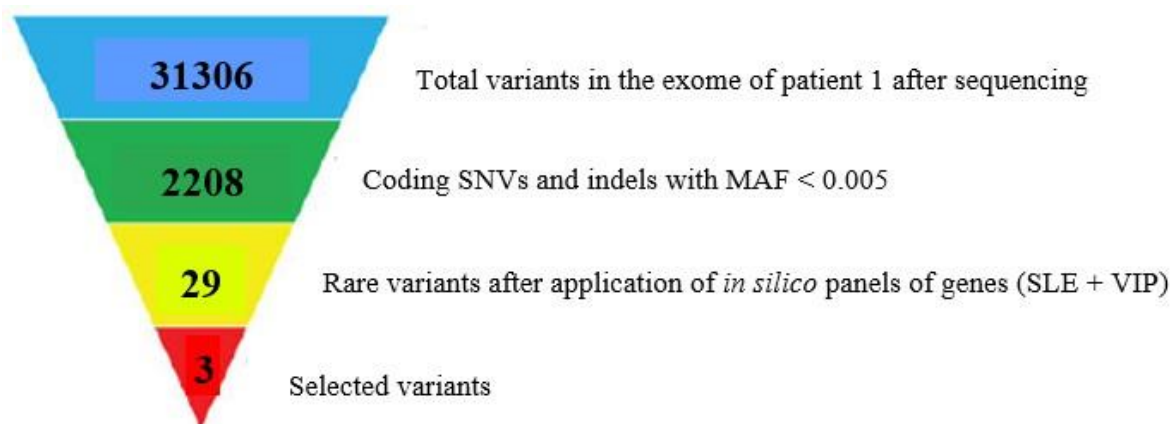 31306 Total variants in the exome of patient 1 after sequencing
2208 Coding SNVs and indels with MAF < 0.005
29 Rare variants after application of in silico panels of genes (SLE + VIP)
3 Selected variants